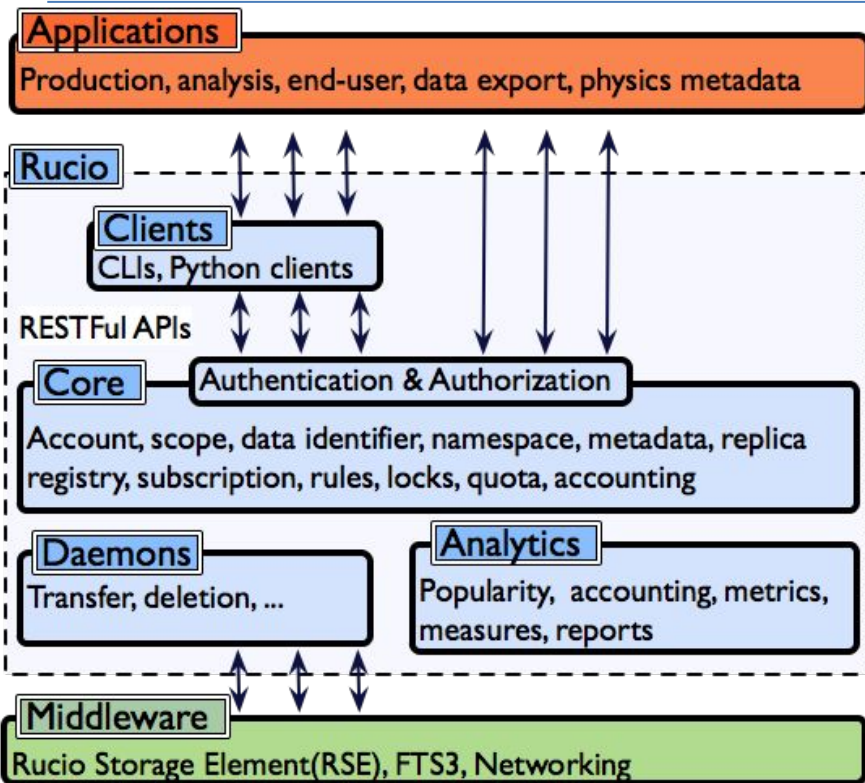 Applications
Production, analysis, end-user, data export, physics metadata
Rucio
Clients
CLIs, Python clients
RESTFul APIs
Core
Authentication & Authorization
Account, scope, data identifier, namespace, metadata, replica
registry, subscription, rules, locks, quota, accounting
Daemons
Transfer, deletion, ...
Analytics
Popularity, accounting, metrics,
measures, reports
Middleware
Rucio Storage Element(RSE), FTS3, Networking